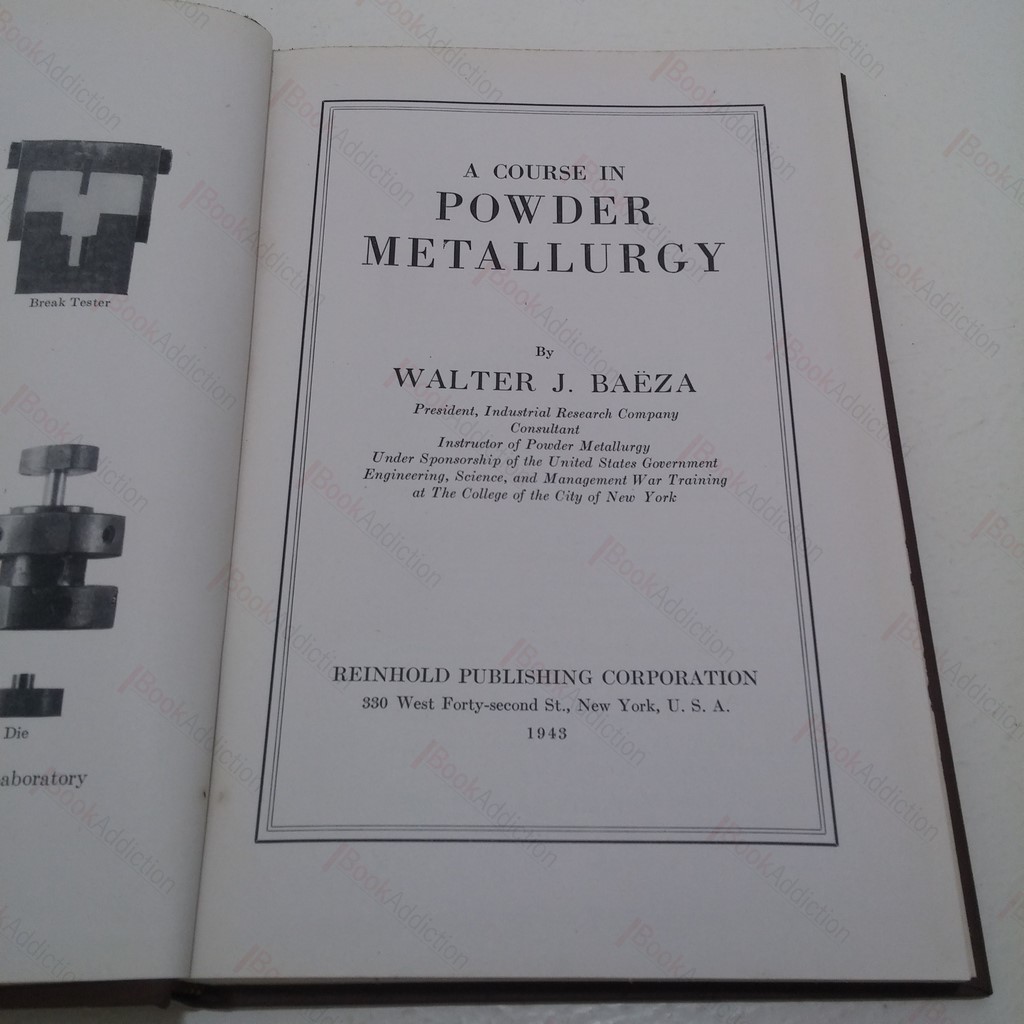 Break Tester
Die
aboratory
A COURSE IN
POWDER
METALLURGY
By
WALTER J. BAËZA
President, Industrial Research Company
Consultant
Instructor of Powder Metallurgy
Under Sponsorship of the United States Government
Engineering, Science, and Management War Training
at The College of the City of New York
REINHOLD PUBLISHING CORPORATION
330 West Forty-second St., New York, U. S. A.
1943
BookAddiction